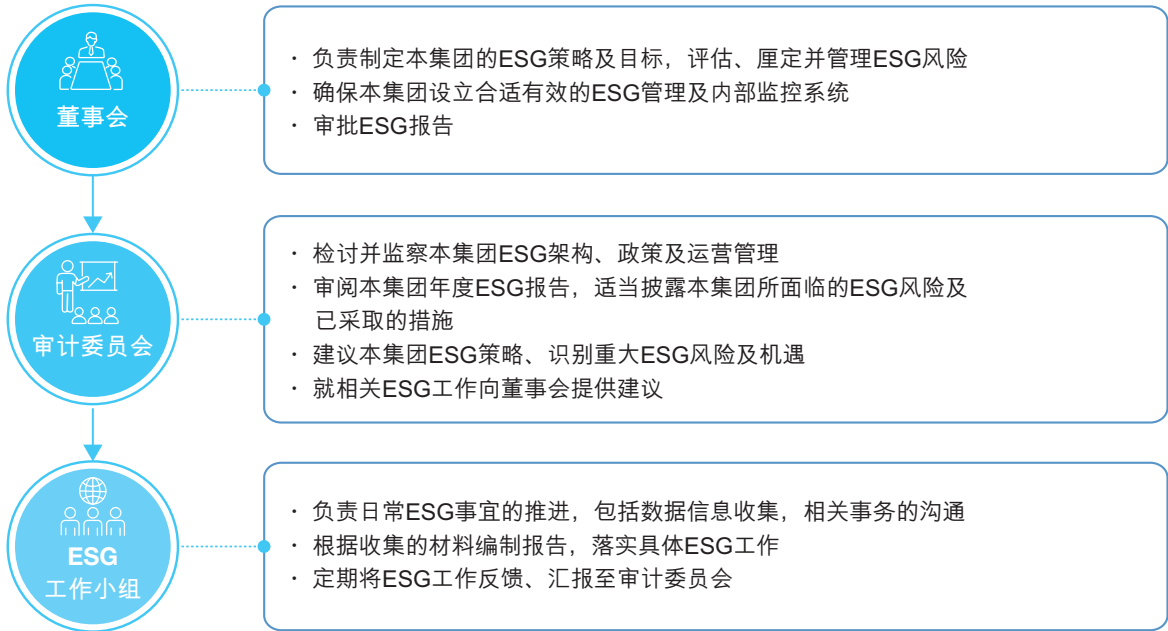 董事会
· 负责制定本集团的ESG策略及目标，评估、厘定并管理ESG风险
· 确保本集团设立合适有效的ESG管理及内部监控系统
· 审批ESG报告
审计委员会
· 检讨并监察本集团ESG架构、政策及运营管理
· 审阅本集团年度ESG报告，适当披露本集团所面临的ESG风险及
已采取的措施
· 建议本集团ESG策略、识别重大ESG风险及机遇
· 就相关ESG工作向董事会提供建议
ESG
工作小组
· 负责日常ESG事宜的推进，包括数据信息收集，相关事务的沟通
· 根据收集的材料编制报告，落实具体ESG工作
· 定期将ESG工作反馈、汇报至审计委员会